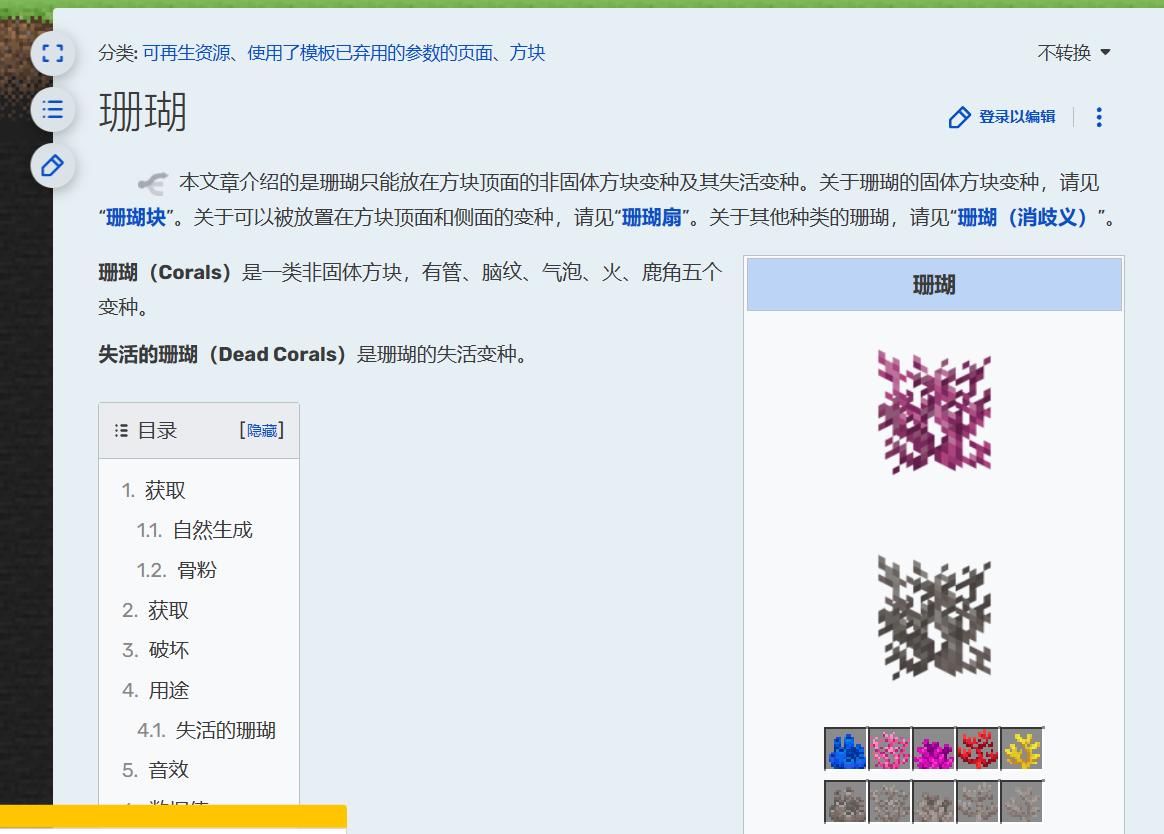 分类: 可再生资源、使用了模板已弃用的参数的页面、方块
不转换
珊瑚
登录以编辑
本文章介绍的是珊瑚只能放在方块顶面的非固体方块变种及其失活变种。关于珊瑚的固体方块变种，请见
“珊瑚块”。关于可以被放置在方块顶面和侧面的变种，请见“珊瑚扇”。关于其他种类的珊瑚，请见“珊瑚（消歧义）”。
珊瑚（Corals）是一类非固体方块，有管、脑纹、气泡、火、鹿角五个
变种。
失活的珊瑚（Dead Corals）是珊瑚的失活变种。
珊瑚
目录 [隐藏]
1. 获取
1.1. 自然生成
1.2. 骨粉
2. 获取
3. 破坏
4. 用途
4.1. 失活的珊瑚
5. 音效